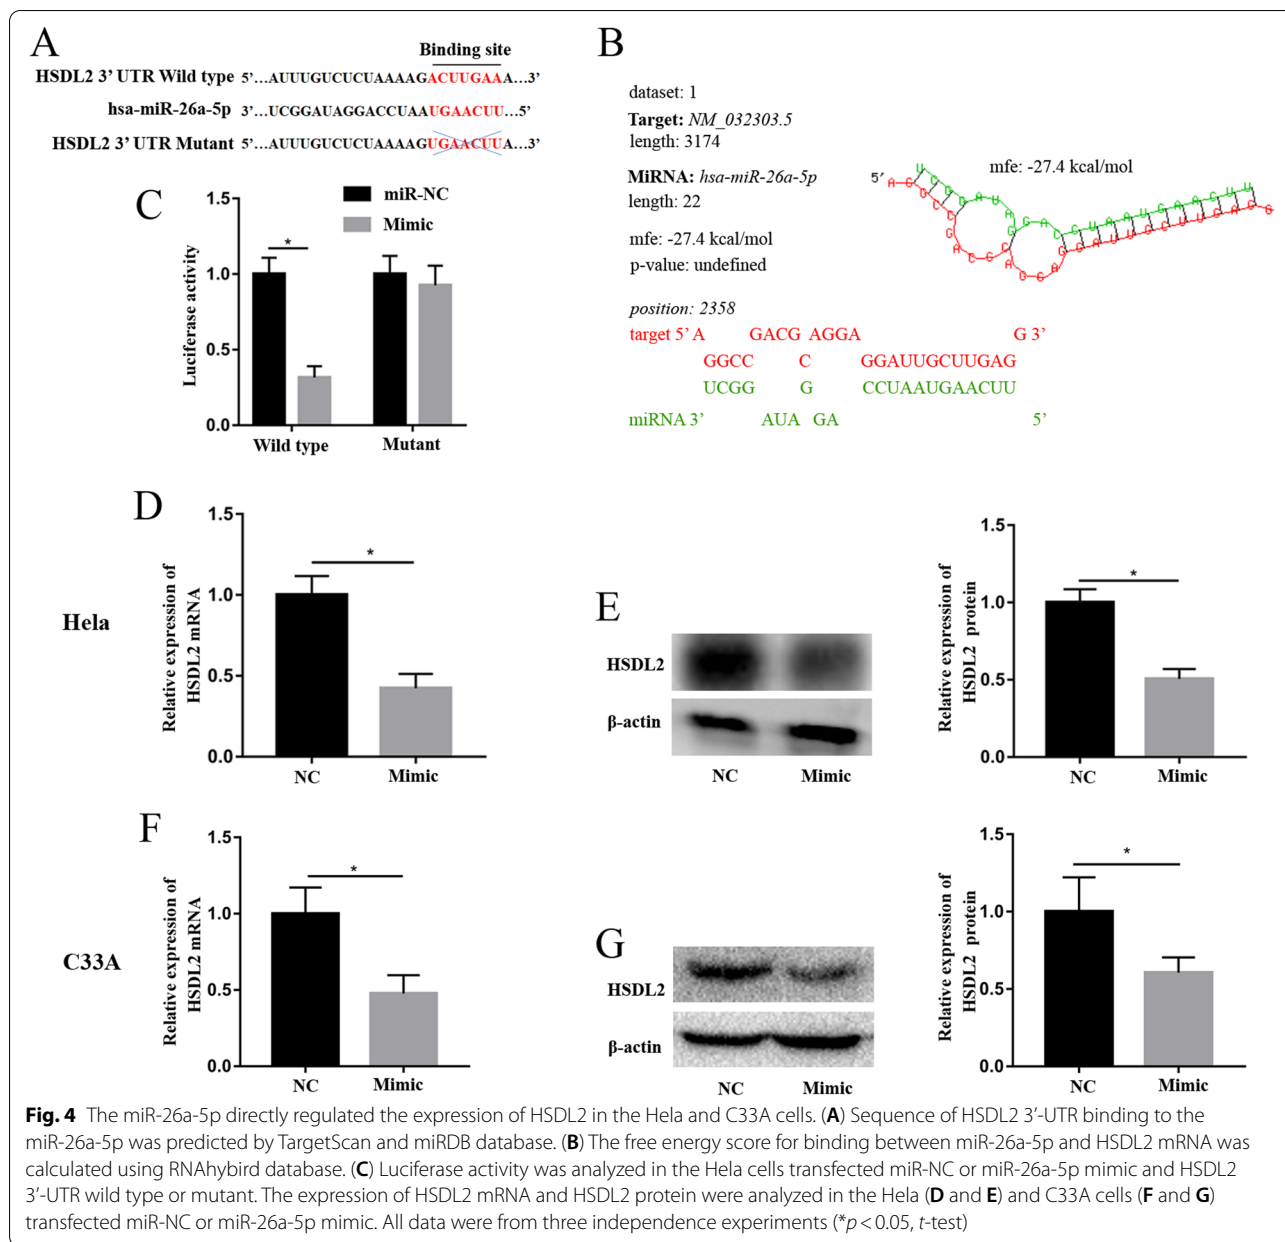 A
Binding site
HSDL2 3' UTR Wild type 5'...AUUUGUCUCUAAAAGACUUGAAA...3'
hsa-miR-26a-5p 3'...UCGGAUAGGACCUAAUGAACUU...5'
HSDL2 3' UTR Mutant 5'...AUUUGUCUCUAAAAGUGAACUUA...3'
B
dataset: 1
Target: NM_032303.5
length: 3174
MiRNA: hsa-miR-26a-5p
length: 22
mfe: -27.4 kcal/mol
p-value: undefined
position: 2358
target 5' A GACG AGGA G 3'
GGCC C GGAUUGCUUGAG
UCGG G CCUAAUGAACUU
miRNA 3' AUA GA 5'
mfe: -27.4 kcal/mol
5'
C
miR-NC
Mimic
Luciferase activity
1.5
1.0
0.5
0.0
*
Wild type
Mutant
D
Hela
Relative expression of
HSDL2 mRNA
1.5
1.0
0.5
0.0
*
NC
Mimic
E
HSDL2
β-actin
NC
Mimic
Relative expression of
HSDL2 protein
1.5
1.0
0.5
0.0
*
NC
Mimic
F
C33A
Relative expression of
HSDL2 mRNA
1.5
1.0
0.5
0.0
*
NC
Mimic
G
HSDL2
β-actin
NC
Mimic
Relative expression of
HSDL2 protein
1.5
1.0
0.5
0.0
*
NC
Mimic
Fig. 4 The miR-26a-5p directly regulated the expression of HSDL2 in the Hela and C33A cells. (A) Sequence of HSDL2 3'-UTR binding to the
miR-26a-5p was predicted by TargetScan and miRDB database. (B) The free energy score for binding between miR-26a-5p and HSDL2 mRNA was
calculated using RNAhybird database. (C) Luciferase activity was analyzed in the Hela cells transfected miR-NC or miR-26a-5p mimic and HSDL2
3'-UTR wild type or mutant. The expression of HSDL2 mRNA and HSDL2 protein were analyzed in the Hela (D and E) and C33A cells (F and G)
transfected miR-NC or miR-26a-5p mimic. All data were from three independence experiments (*p < 0.05, t-test)